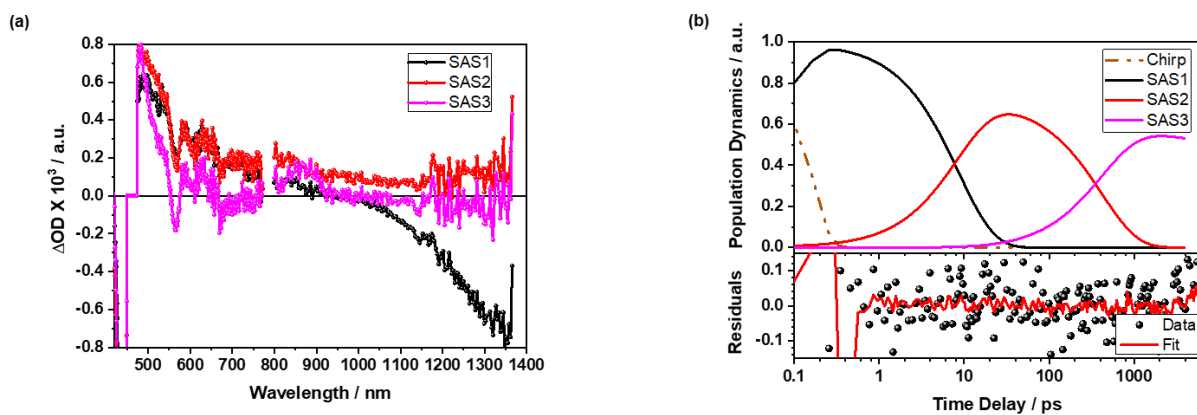 (a)
0.8
0.6
0.4
0.2
0.0
-0.2
-0.4
-0.6
-0.8
ΔOD X 10³ / a.u.
SAS1
SAS2
SAS3
500 600 700 800 900 1000 1100 1200 1300 1400
Wavelength / nm
(b)
1.0
0.8
0.6
0.4
0.2
0.0
Population Dynamics / a.u.
Chirp
SAS1
SAS2
SAS3
0.1
0.0
-0.1
Residuals
Data
Fit
0.1 1 10 100 1000
Time Delay / ps